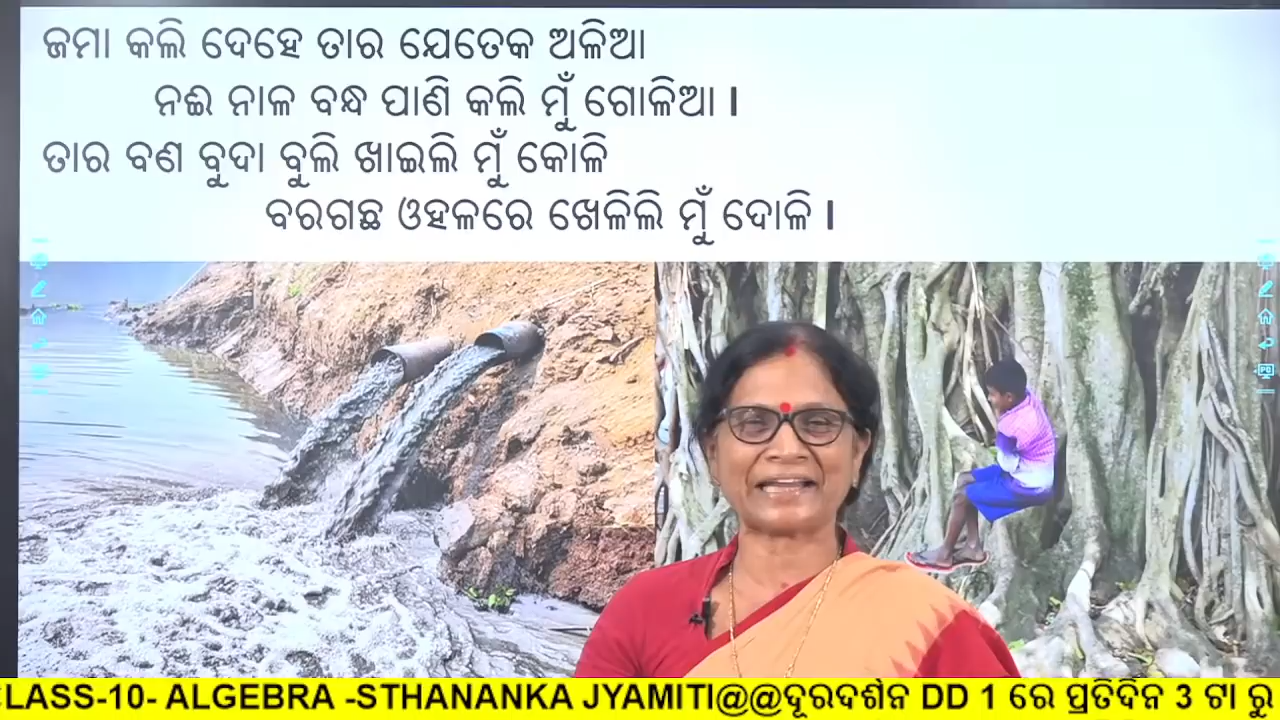 ଜମା କଲି ଦେହେ ତାର ଯେତେକ ଅଳିଆ
ନଈ ନାଳ ବନ୍ଧ ପାଣି କଲି ମୁଁ ଗୋଳିଆ ।
ତାର ବଣ ବୁଦା ବୁଲି ଖାଇଲି ମୁଁ କୋଳି
ବରଗଛ ଓହଳରେ ଖେଳିଲି ମୁଁ ଦୋଳି ।
CLASS-10- ALGEBRA -STHANANKA JYAMITI@@ଦୂରଦର୍ଶନ DD 1 ରେ ପ୍ରତିଦିନ 3 ଟା ରୁ